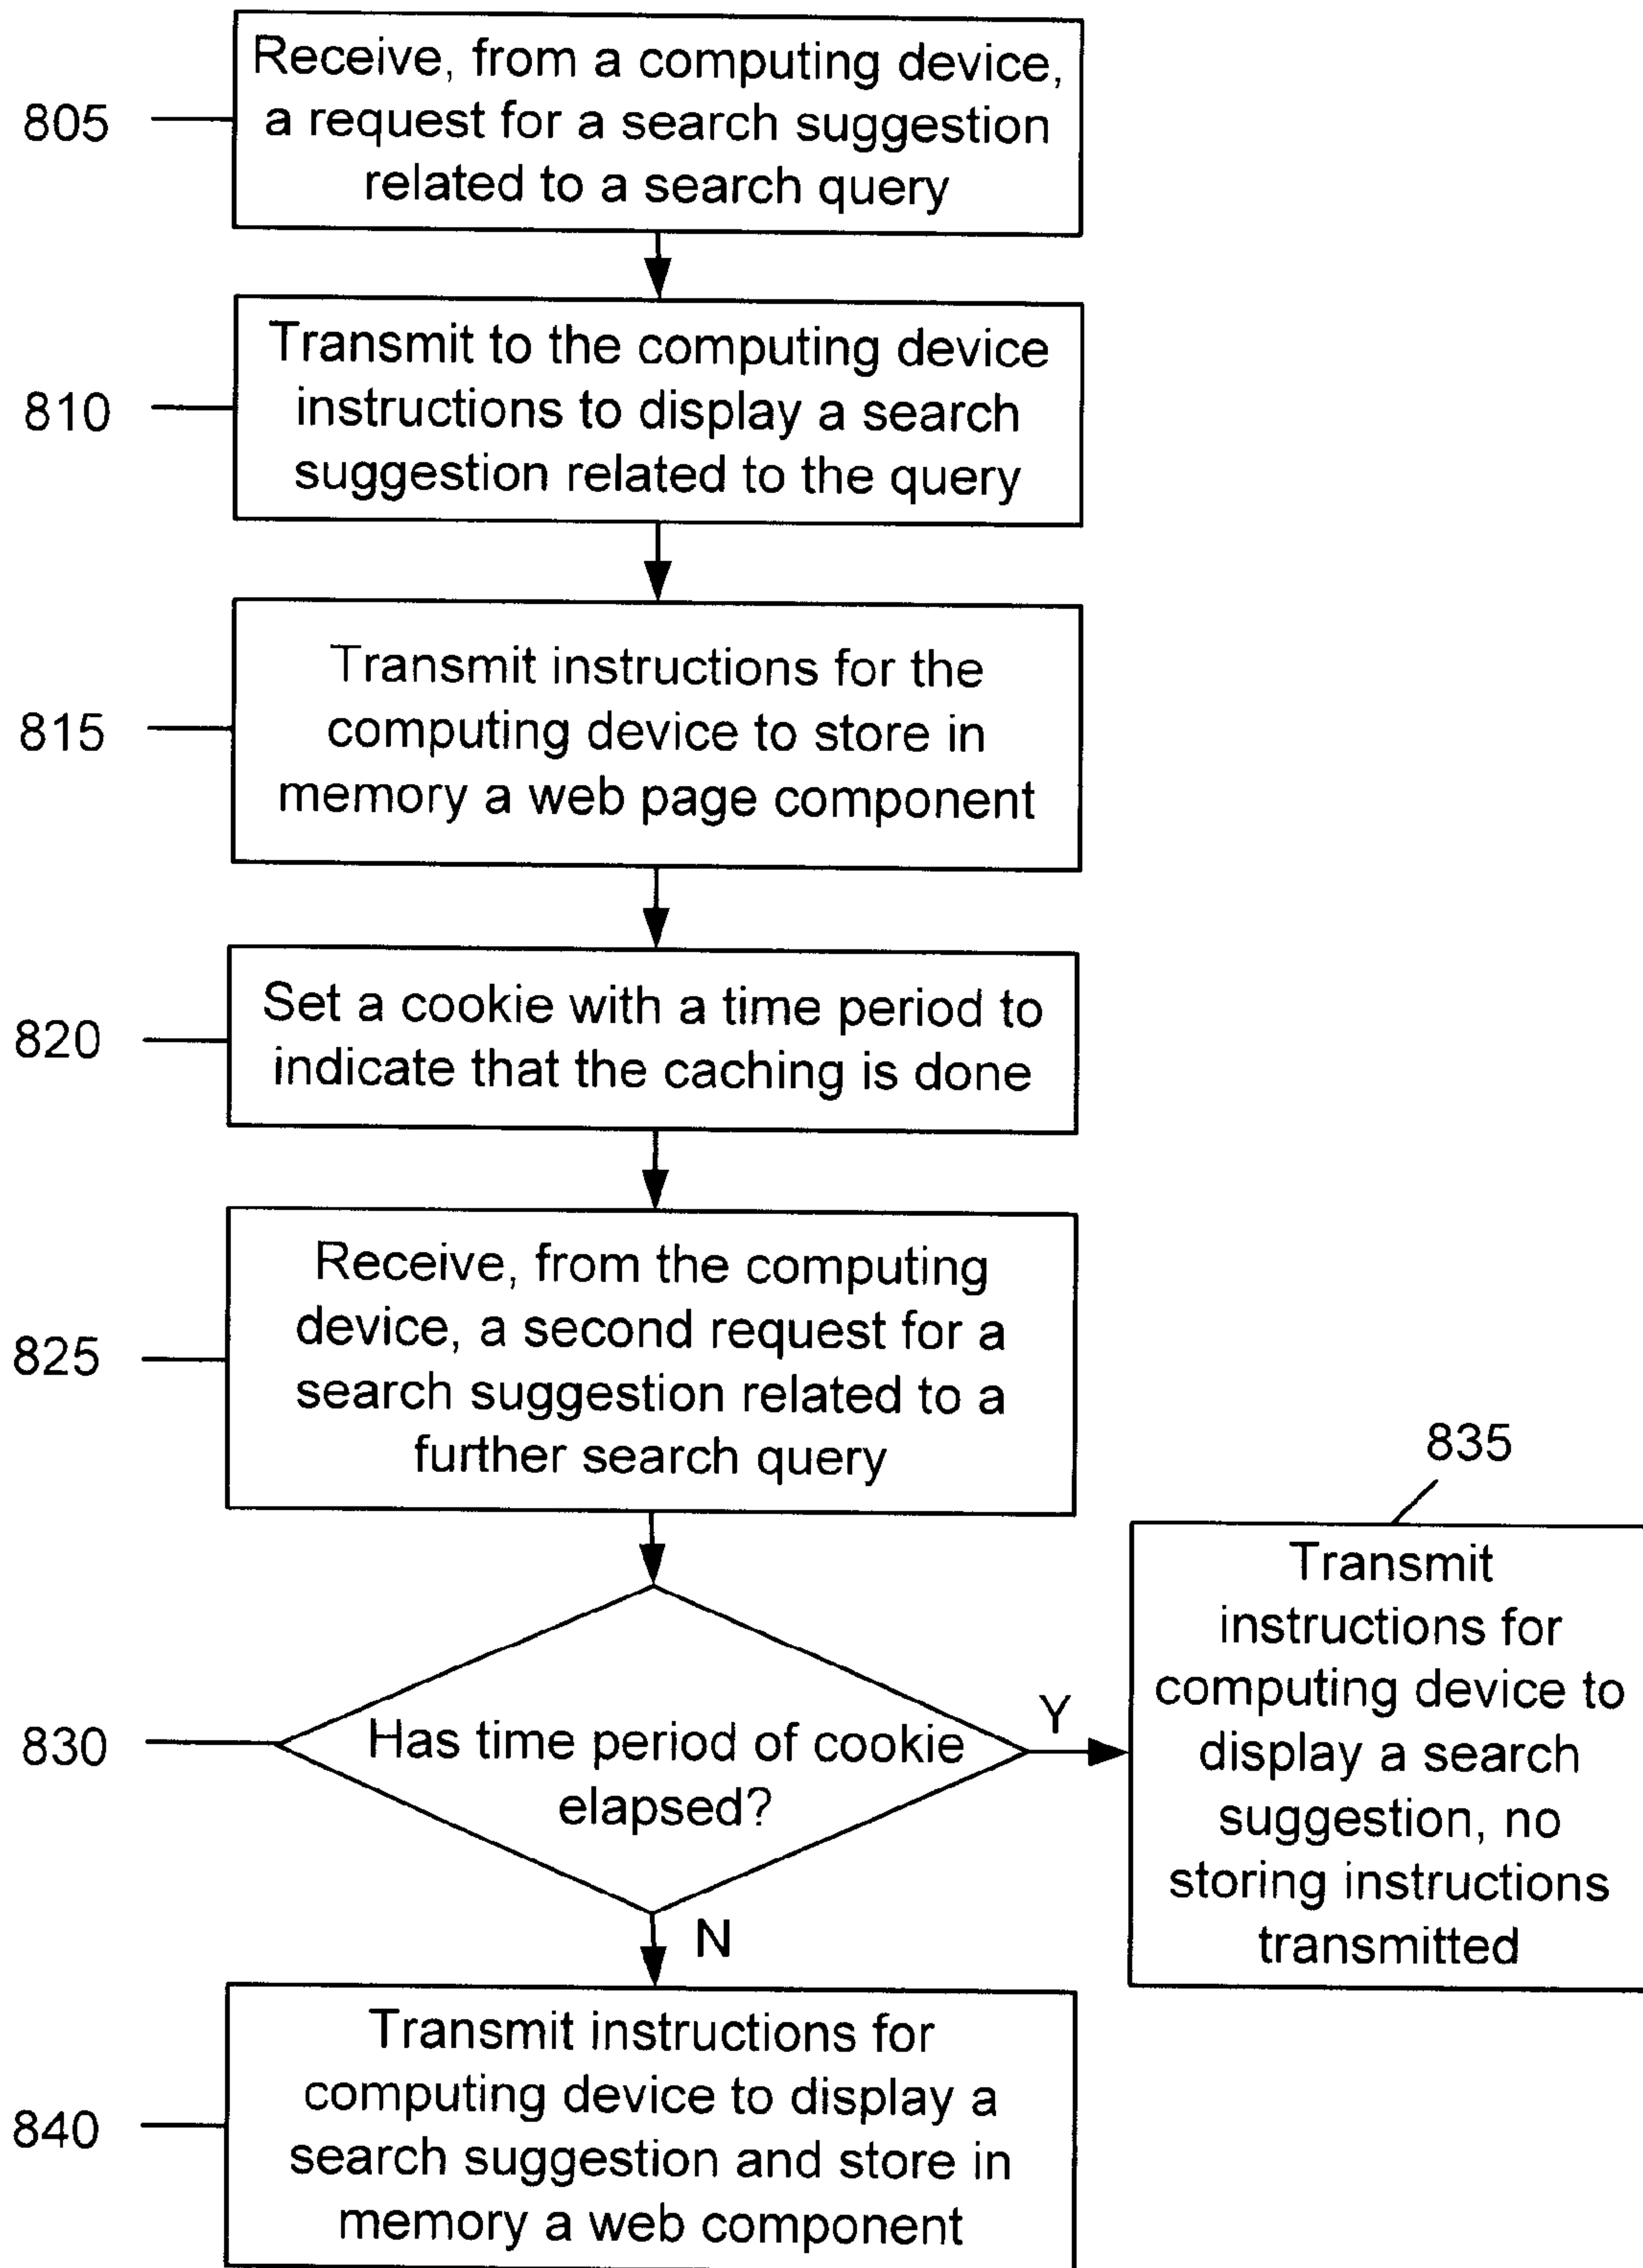 805
Receive, from a computing device,
a request for a search suggestion
related to a search query
810
Transmit to the computing device
instructions to display a search
suggestion related to the query
815
Transmit instructions for the
computing device to store in
memory a web page component
820
Set a cookie with a time period to
indicate that the caching is done
825
Receive, from the computing
device, a second request for a
search suggestion related to a
further search query
830
Has time period of cookie
elapsed?
Y
835
Transmit
instructions for
computing device to
display a search
suggestion, no
storing instructions
transmitted
N
840
Transmit instructions for
computing device to display a
search suggestion and store in
memory a web component